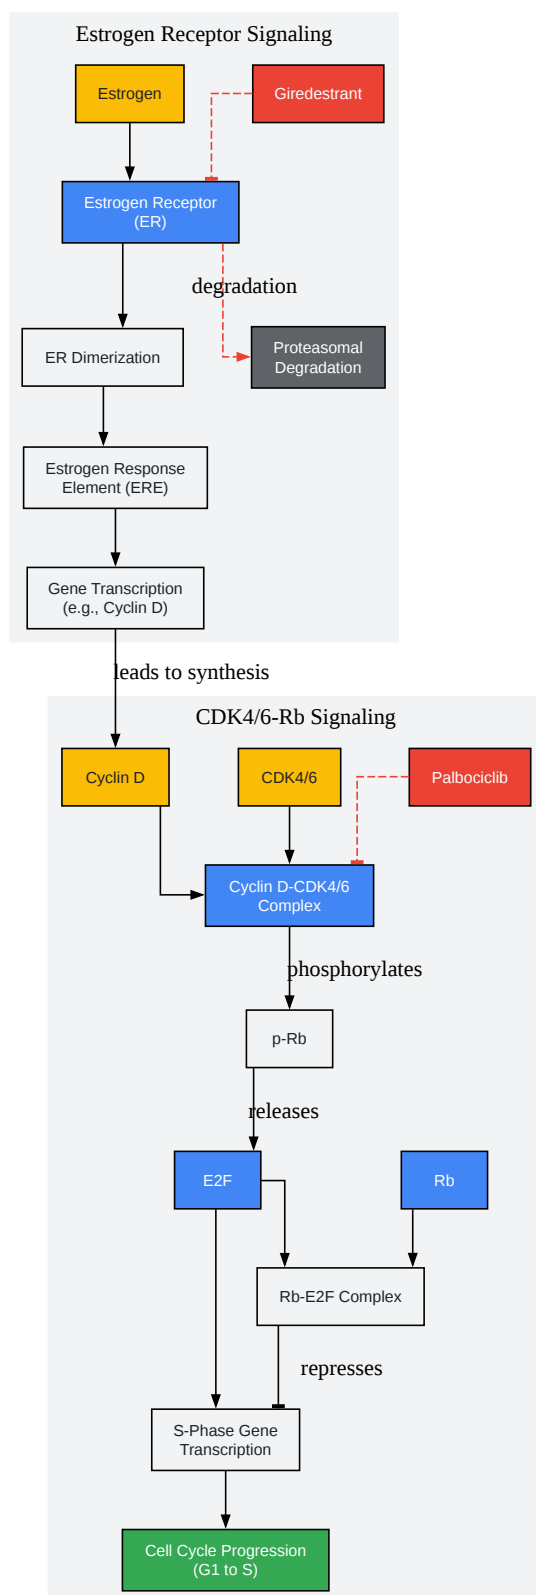 Estrogen Receptor Signaling
Estrogen
Giredestrant
Estrogen Receptor
(ER)
degradation
ER Dimerization
Proteasomal
Degradation
Estrogen Response
Element (ERE)
Gene Transcription
(e.g., Cyclin D)
leads to synthesis
CDK4/6-Rb Signaling
Cyclin D
CDK4/6
Palbociclib
Cyclin D-CDK4/6
Complex
phosphorylates
p-Rb
releases
E2F
Rb
Rb-E2F Complex
represses
S-Phase Gene
Transcription
Cell Cycle Progression
(G1 to S)